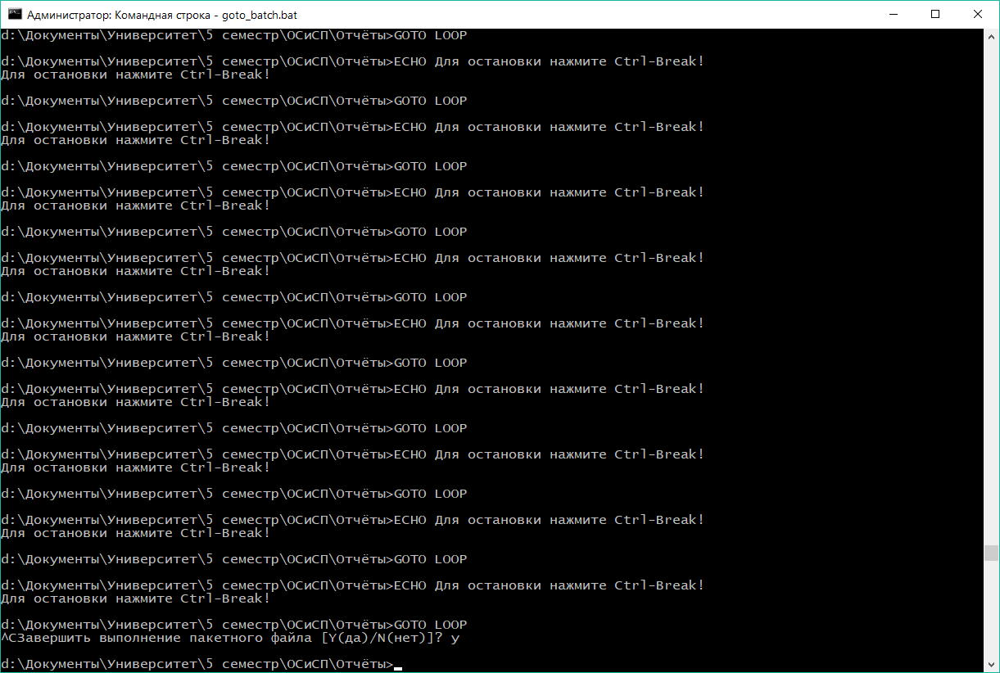 Администратор: Командная строка - goto_batch.bat
d:\Документы\Университет\5 семестр\ОСиСП\Отчёты>GOTO LOOP
d:\Документы\Университет\5 семестр\ОСиСП\Отчёты>ECHO Для остановки нажмите Ctrl-Break!
Для остановки нажмите Ctrl-Break!
d:\Документы\Университет\5 семестр\ОСиСП\Отчёты>GOTO LOOP
d:\Документы\Университет\5 семестр\ОСиСП\Отчёты>ECHO Для остановки нажмите Ctrl-Break!
Для остановки нажмите Ctrl-Break!
d:\Документы\Университет\5 семестр\ОСиСП\Отчёты>GOTO LOOP
d:\Документы\Университет\5 семестр\ОСиСП\Отчёты>ECHO Для остановки нажмите Ctrl-Break!
Для остановки нажмите Ctrl-Break!
d:\Документы\Университет\5 семестр\ОСиСП\Отчёты>GOTO LOOP
d:\Документы\Университет\5 семестр\ОСиСП\Отчёты>ECHO Для остановки нажмите Ctrl-Break!
Для остановки нажмите Ctrl-Break!
d:\Документы\Университет\5 семестр\ОСиСП\Отчёты>GOTO LOOP
d:\Документы\Университет\5 семестр\ОСиСП\Отчёты>ECHO Для остановки нажмите Ctrl-Break!
Для остановки нажмите Ctrl-Break!
d:\Документы\Университет\5 семестр\ОСиСП\Отчёты>GOTO LOOP
d:\Документы\Университет\5 семестр\ОСиСП\Отчёты>ECHO Для остановки нажмите Ctrl-Break!
Для остановки нажмите Ctrl-Break!
d:\Документы\Университет\5 семестр\ОСиСП\Отчёты>GOTO LOOP
d:\Документы\Университет\5 семестр\ОСиСП\Отчёты>ECHO Для остановки нажмите Ctrl-Break!
Для остановки нажмите Ctrl-Break!
d:\Документы\Университет\5 семестр\ОСиСП\Отчёты>GOTO LOOP
d:\Документы\Университет\5 семестр\ОСиСП\Отчёты>ECHO Для остановки нажмите Ctrl-Break!
Для остановки нажмите Ctrl-Break!
d:\Документы\Университет\5 семестр\ОСиСП\Отчёты>GOTO LOOP
d:\Документы\Университет\5 семестр\ОСиСП\Отчёты>ECHO Для остановки нажмите Ctrl-Break!
Для остановки нажмите Ctrl-Break!
d:\Документы\Университет\5 семестр\ОСиСП\Отчёты>GOTO LOOP
^CЗавершить выполнение пакетного файла [Y(да)/N(нет)]? y
d:\Документы\Университет\5 семестр\ОСиСП\Отчёты>